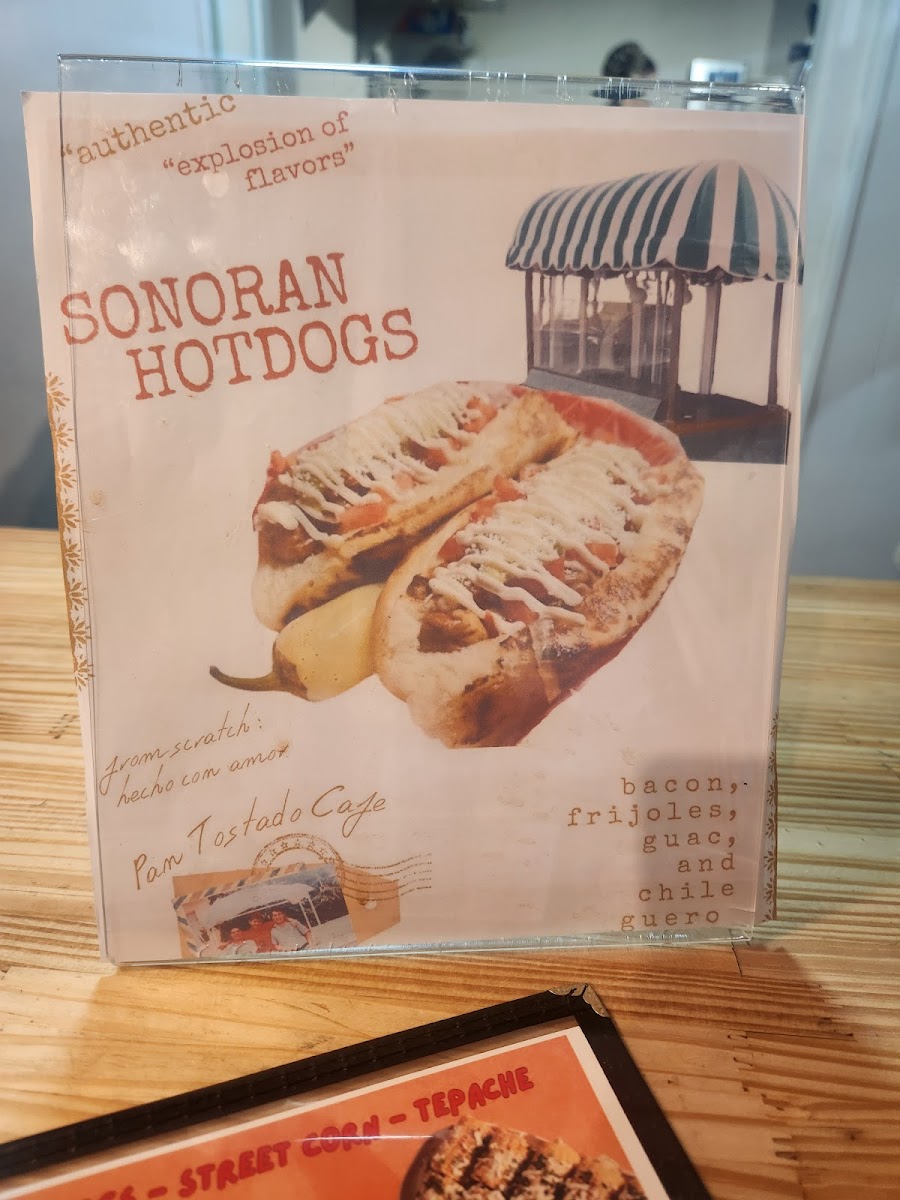 "authentic
"explosion of
flavors"
SONORAN
HOTDOGS
from scratch:
hecho con amor
Pan Tostado Cafe
bacon,
frijoles,
guac,
and
chile
guero
- STREET CORN - TEPACHE